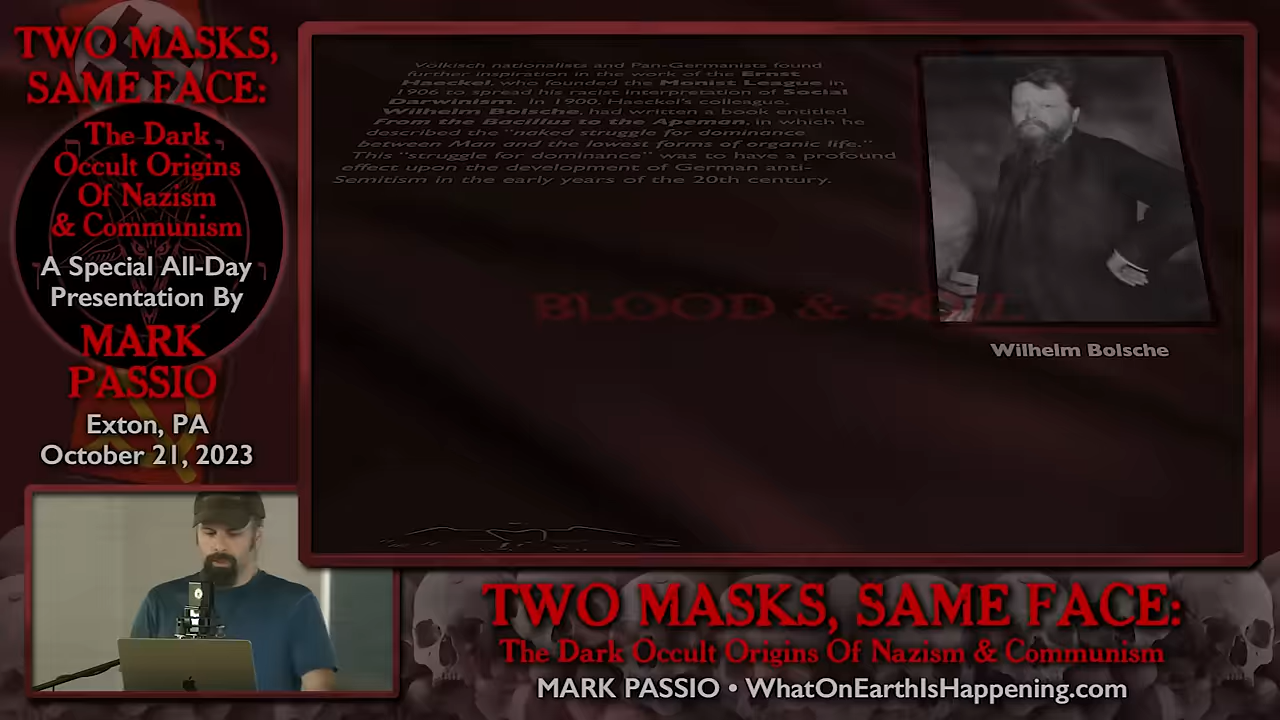 TWO MASKS,
SAME FACE:
The Dark
Occult Origins
Of Nazism
& Communism
A Special All-Day
Presentation By
MARK
PASSIO
Exton, PA
October 21, 2023
Völkisch nationalists and Pan-Germanists found
further inspiration in the work of the Ernst
Haeckel, who founded the Monist League in
1906 to spread his racist interpretation of Social
Darwinism. In 1900, Haeckel's colleague,
Wilhelm Bolsche, had written a book entitled
From the Bacillus to the Apeman, in which he
described the "naked struggle for dominance
between Man and the lowest forms of organic life."
This "struggle for dominance" was to have a profound
effect upon the development of German anti-
Semitism in the early years of the 20th century.
BLOOD & SOIL
Wilhelm Bolsche
TWO MASKS, SAME FACE:
The Dark Occult Origins Of Nazism & Communism
MARK PASSIO • WhatOnEarthIsHappening.com